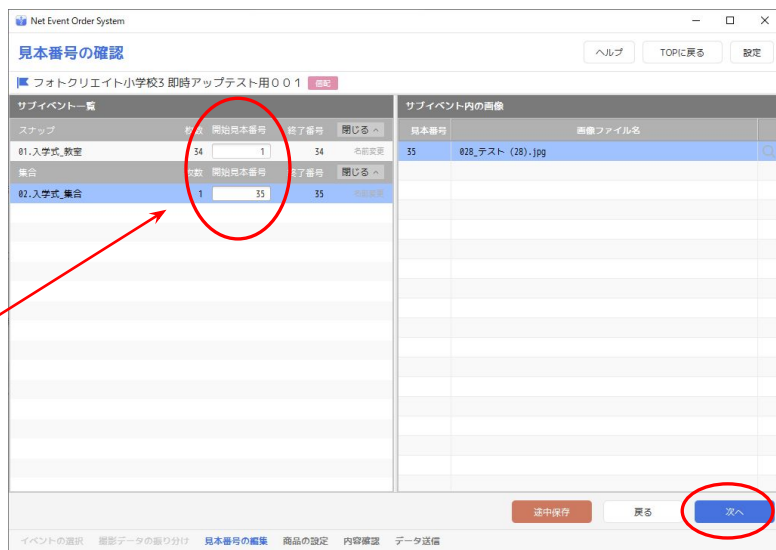 Net Event Order System
見本番号の確認
ヘルプ TOPに戻る 設定
フォトクリエイト小学校3 即時アップテスト用001
サブイベント一覧 サブイベント内の画像
スナップ 枚数 開始見本番号 終了番号 閉じる 見本番号 画像ファイル名
01.入学式_教室 34 1 34 名前変更 35 028_テスト (28).jpg
集合 枚数 開始見本番号 終了番号 閉じる
02.入学式_集合 1 35 35 名前変更
途中保存 戻る 次へ
イベントの選択 撮影データの振り分け 見本番号の編集 商品の設定 内容確認 データ送信